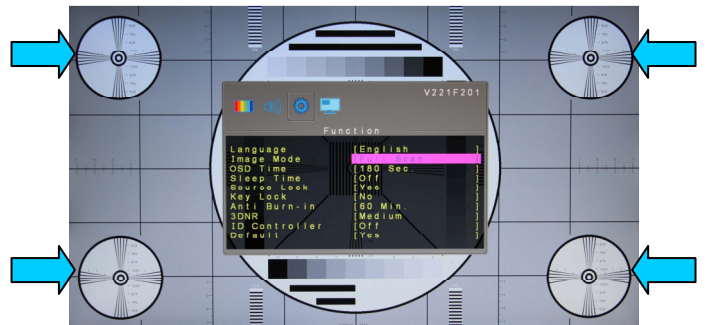 V221F201
Function
Language [English ]
Image Mode [Full Scan ]
OSD Time [180 Sec. ]
Sleep Time [Off ]
Source Lock [Yes ]
Key Lock [No ]
Anti Burn-in [60 Min. ]
3DNR [Medium ]
ID Controller [Off ]
Default [Yes ]